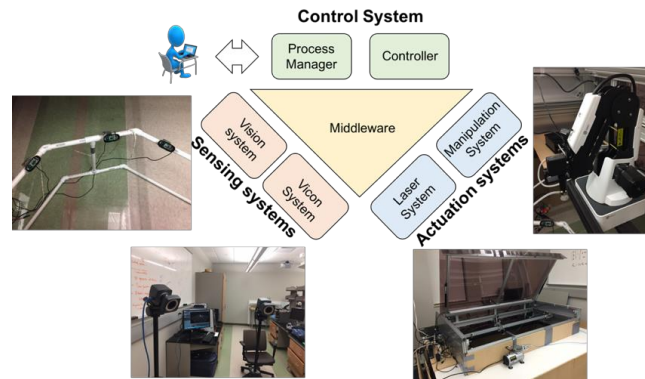 Control System
Process
Manager
Controller
Middleware
Vision
system
Vicon
System
Sensing systems
Laser
System
Manipulation
System
Actuation systems